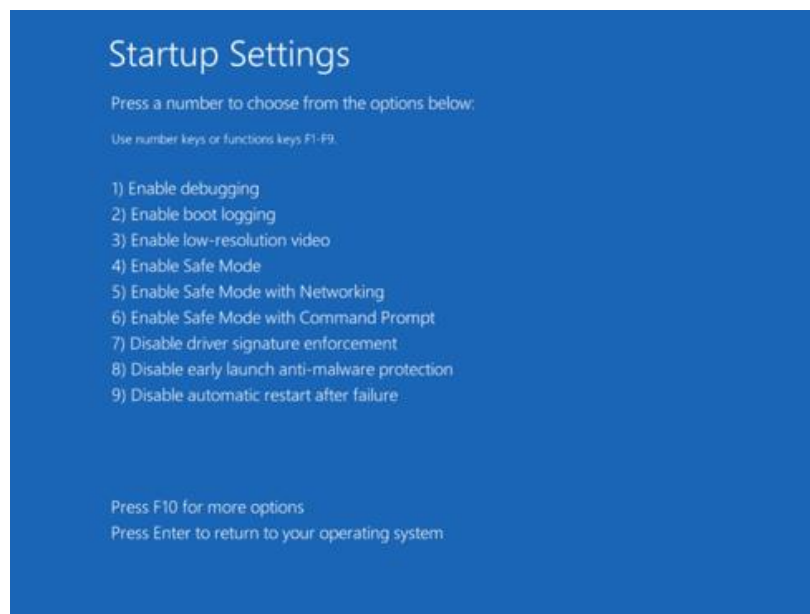 Startup Settings
Press a number to choose from the options below:
Use number keys or functions keys F1-F9.
1) Enable debugging
2) Enable boot logging
3) Enable low-resolution video
4) Enable Safe Mode
5) Enable Safe Mode with Networking
6) Enable Safe Mode with Command Prompt
7) Disable driver signature enforcement
8) Disable early launch anti-malware protection
9) Disable automatic restart after failure
Press F10 for more options
Press Enter to return to your operating system